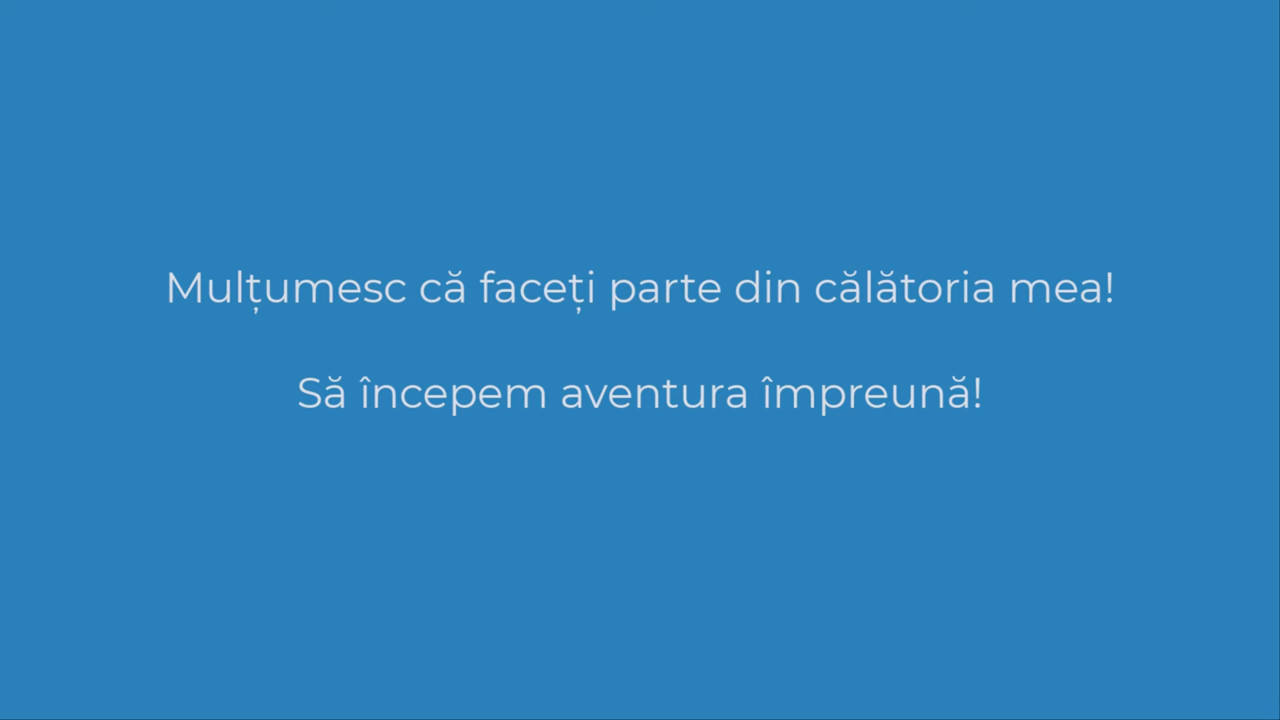 Mulțumesc că faceți parte din călătoria mea!
Să începem aventura împreună!